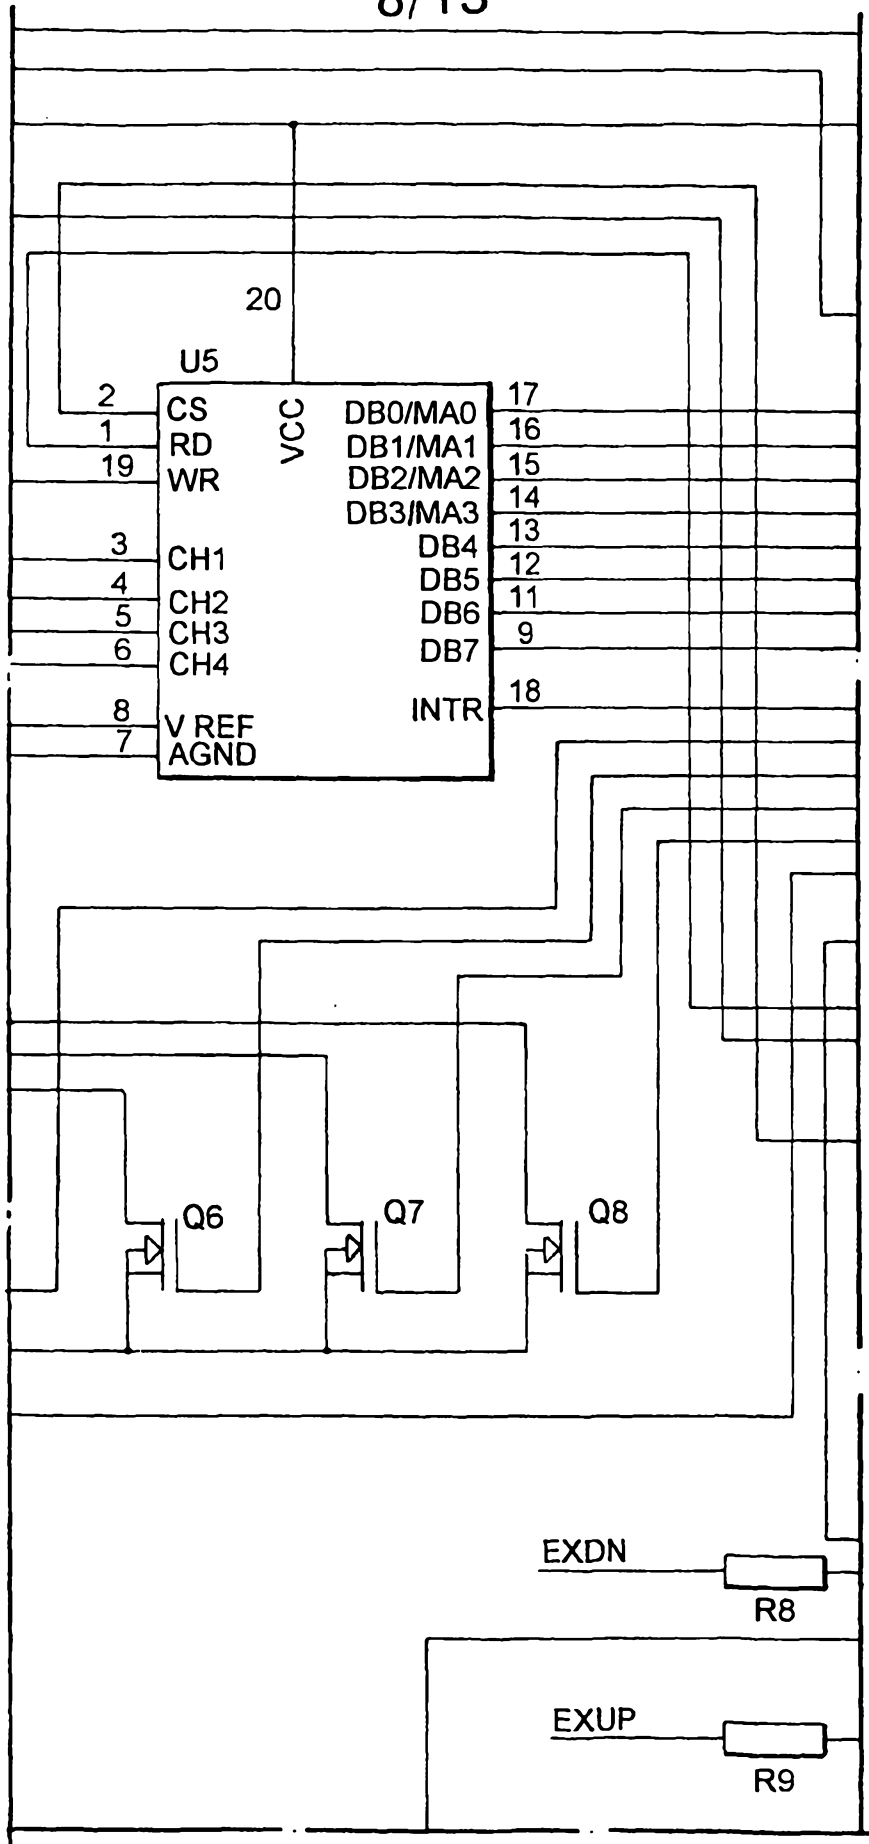 8/13
20
U5
2 CS VCC DB0/MA0 17
1 RD DB1/MA1 16
19 WR DB2/MA2 15
DB3/MA3 14
3 CH1 DB4 13
4 CH2 DB5 12
5 CH3 DB6 11
6 CH4 DB7 9
8 V REF INTR 18
7 AGND
Q6 Q7 Q8
EXDN
R8
EXUP
R9